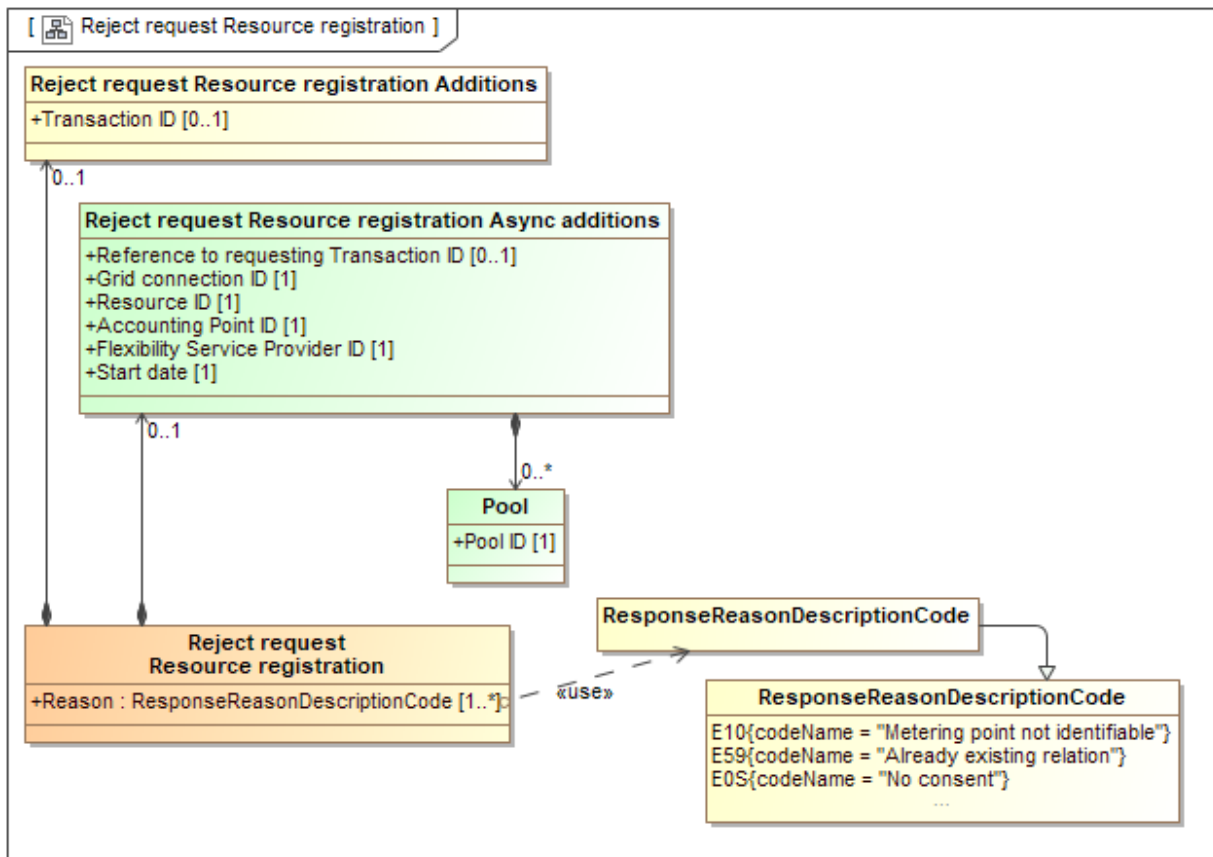 [ Reject request Resource registration ]
Reject request Resource registration Additions
+Transaction ID [0..1]
0..1
Reject request Resource registration Async additions
+Reference to requesting Transaction ID [0..1]
+Grid connection ID [1]
+Resource ID [1]
+Accounting Point ID [1]
+Flexibility Service Provider ID [1]
+Start date [1]
0..1
0..*
Pool
+Pool ID [1]
Reject request
Resource registration
+Reason : ResponseReasonDescriptionCode [1..*]
«use»
ResponseReasonDescriptionCode
ResponseReasonDescriptionCode
E10{codeName = "Metering point not identifiable"}
E59{codeName = "Already existing relation"}
E0S{codeName = "No consent"}
...